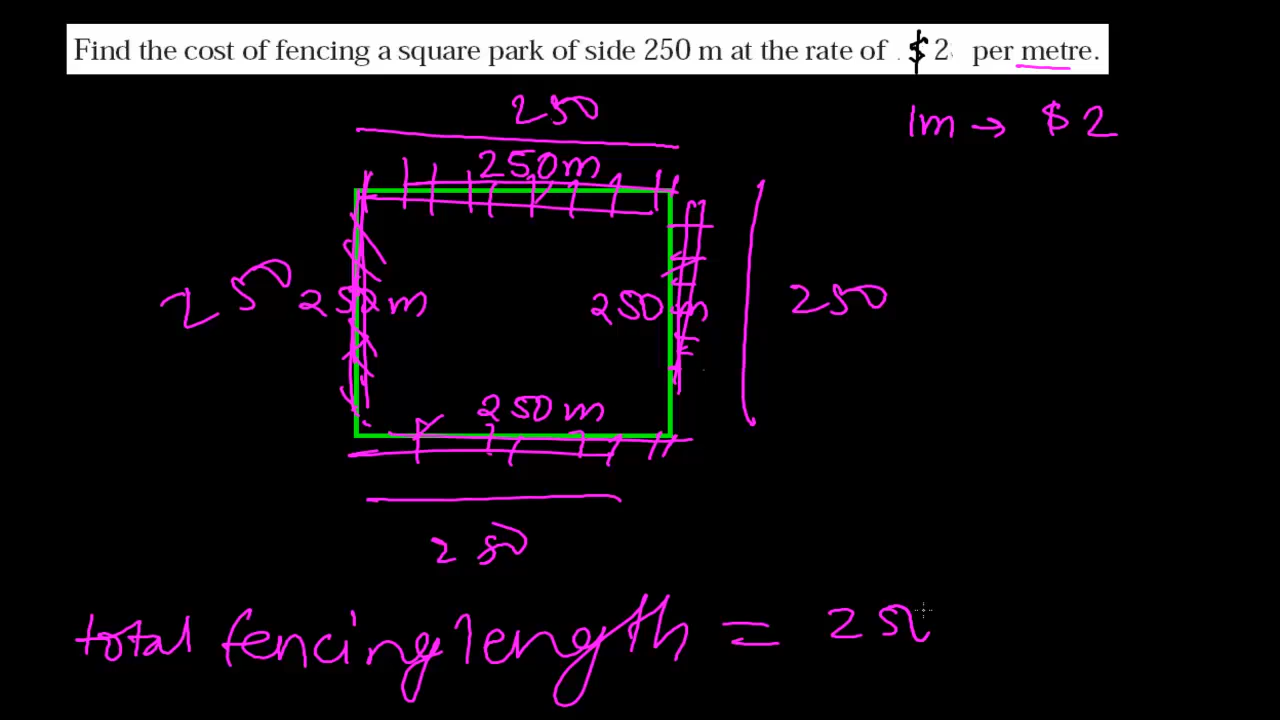 Find the cost of fencing a square park of side 250 m at the rate of $ 2 per metre.
250
1m → $ 2
250m
250
250m
250m
250
250m
250
total fencing length = 25